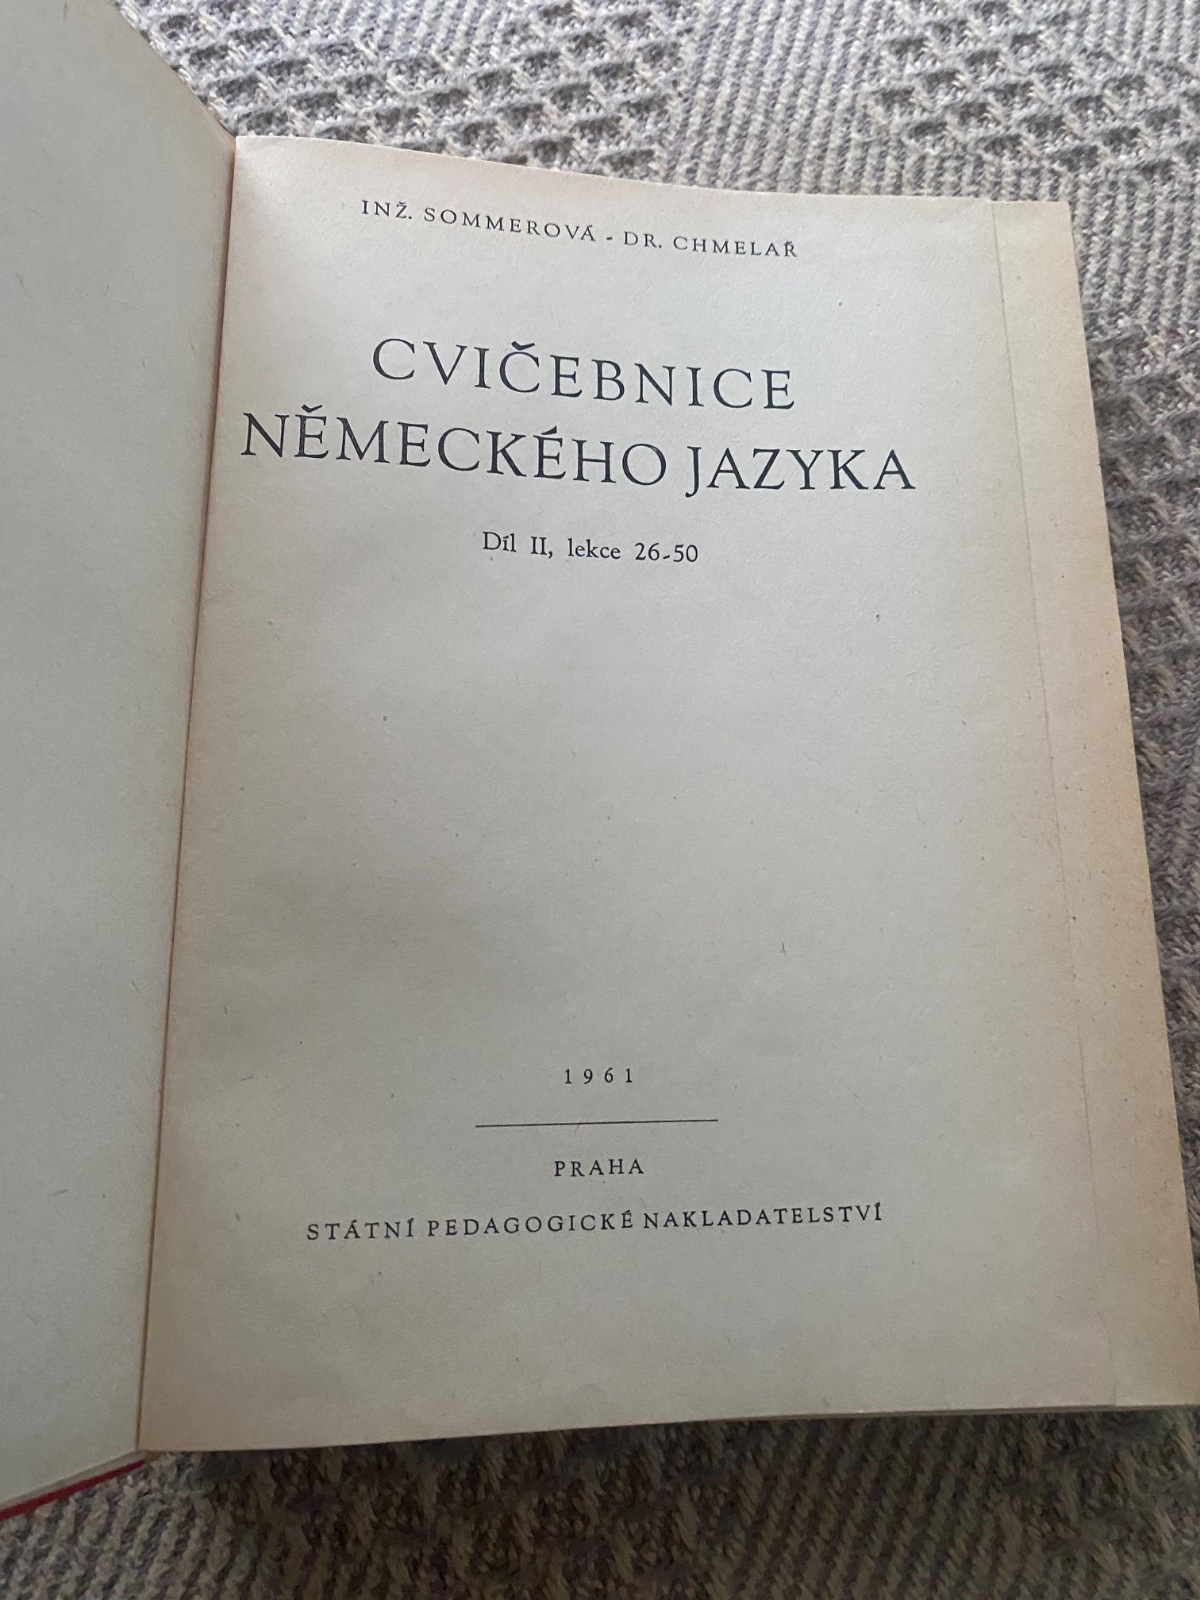 INŽ. SOMMEROVÁ - DR. CHMELAŘ
CVIČEBNICE
NĚMECKÉHO JAZYKA
Díl II, lekce 26-50
1961
PRAHA
STÁTNÍ PEDAGOGICKÉ NAKLADATELSTVÍ